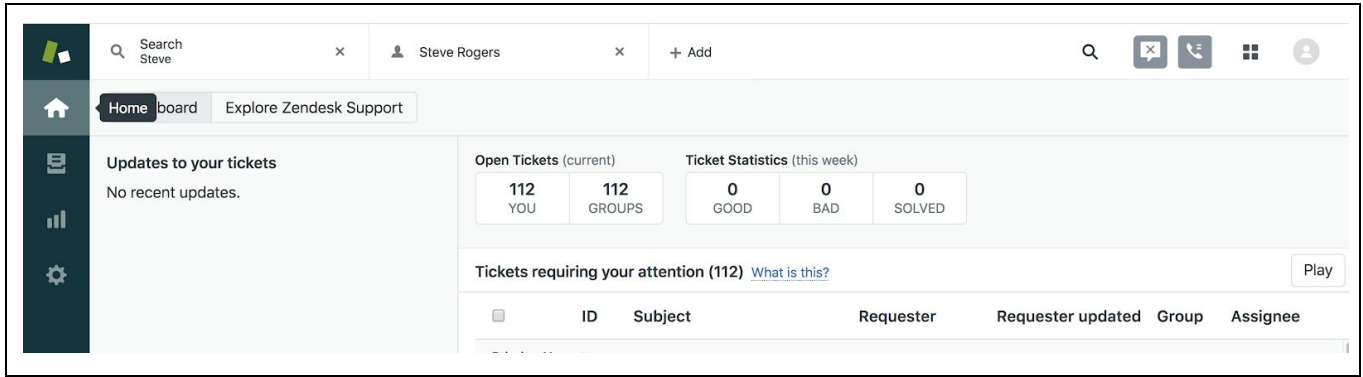 Search
Steve
Steve Rogers
+ Add
Home
board
Explore Zendesk Support
Updates to your tickets
No recent updates.
Open Tickets (current)
Ticket Statistics (this week)
112
YOU
112
GROUPS
0
GOOD
0
BAD
0
SOLVED
Tickets requiring your attention (112) What is this?
Play
ID Subject Requester Requester updated Group Assignee